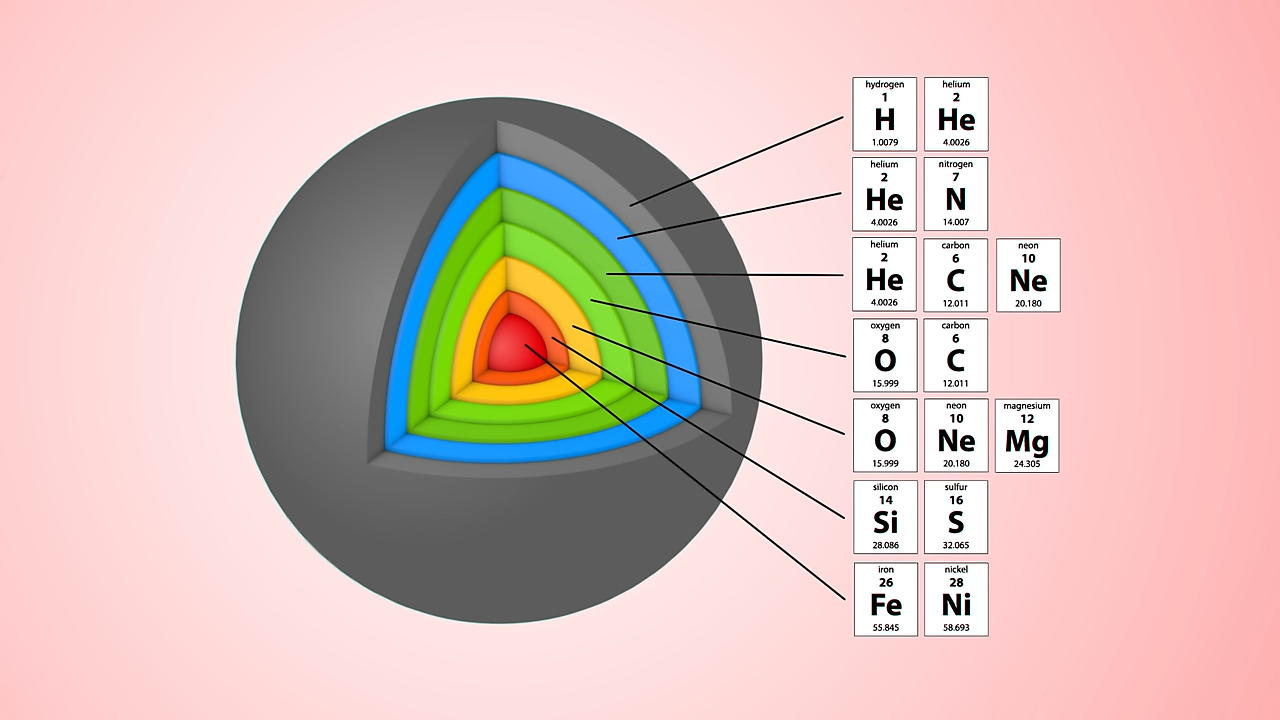 hydrogen helium
1 2
H He
1.0079 4.0026
helium nitrogen
2 7
He N
4.0026 14.007
helium carbon neon
2 6 10
He C Ne
4.0026 12.011 20.180
oxygen carbon
8 6
O C
15.999 12.011
oxygen neon magnesium
8 10 12
O Ne Mg
15.999 20.180 24.305
silicon sulfur
14 16
Si S
28.086 32.065
iron nickel
26 28
Fe Ni
55.845 58.693